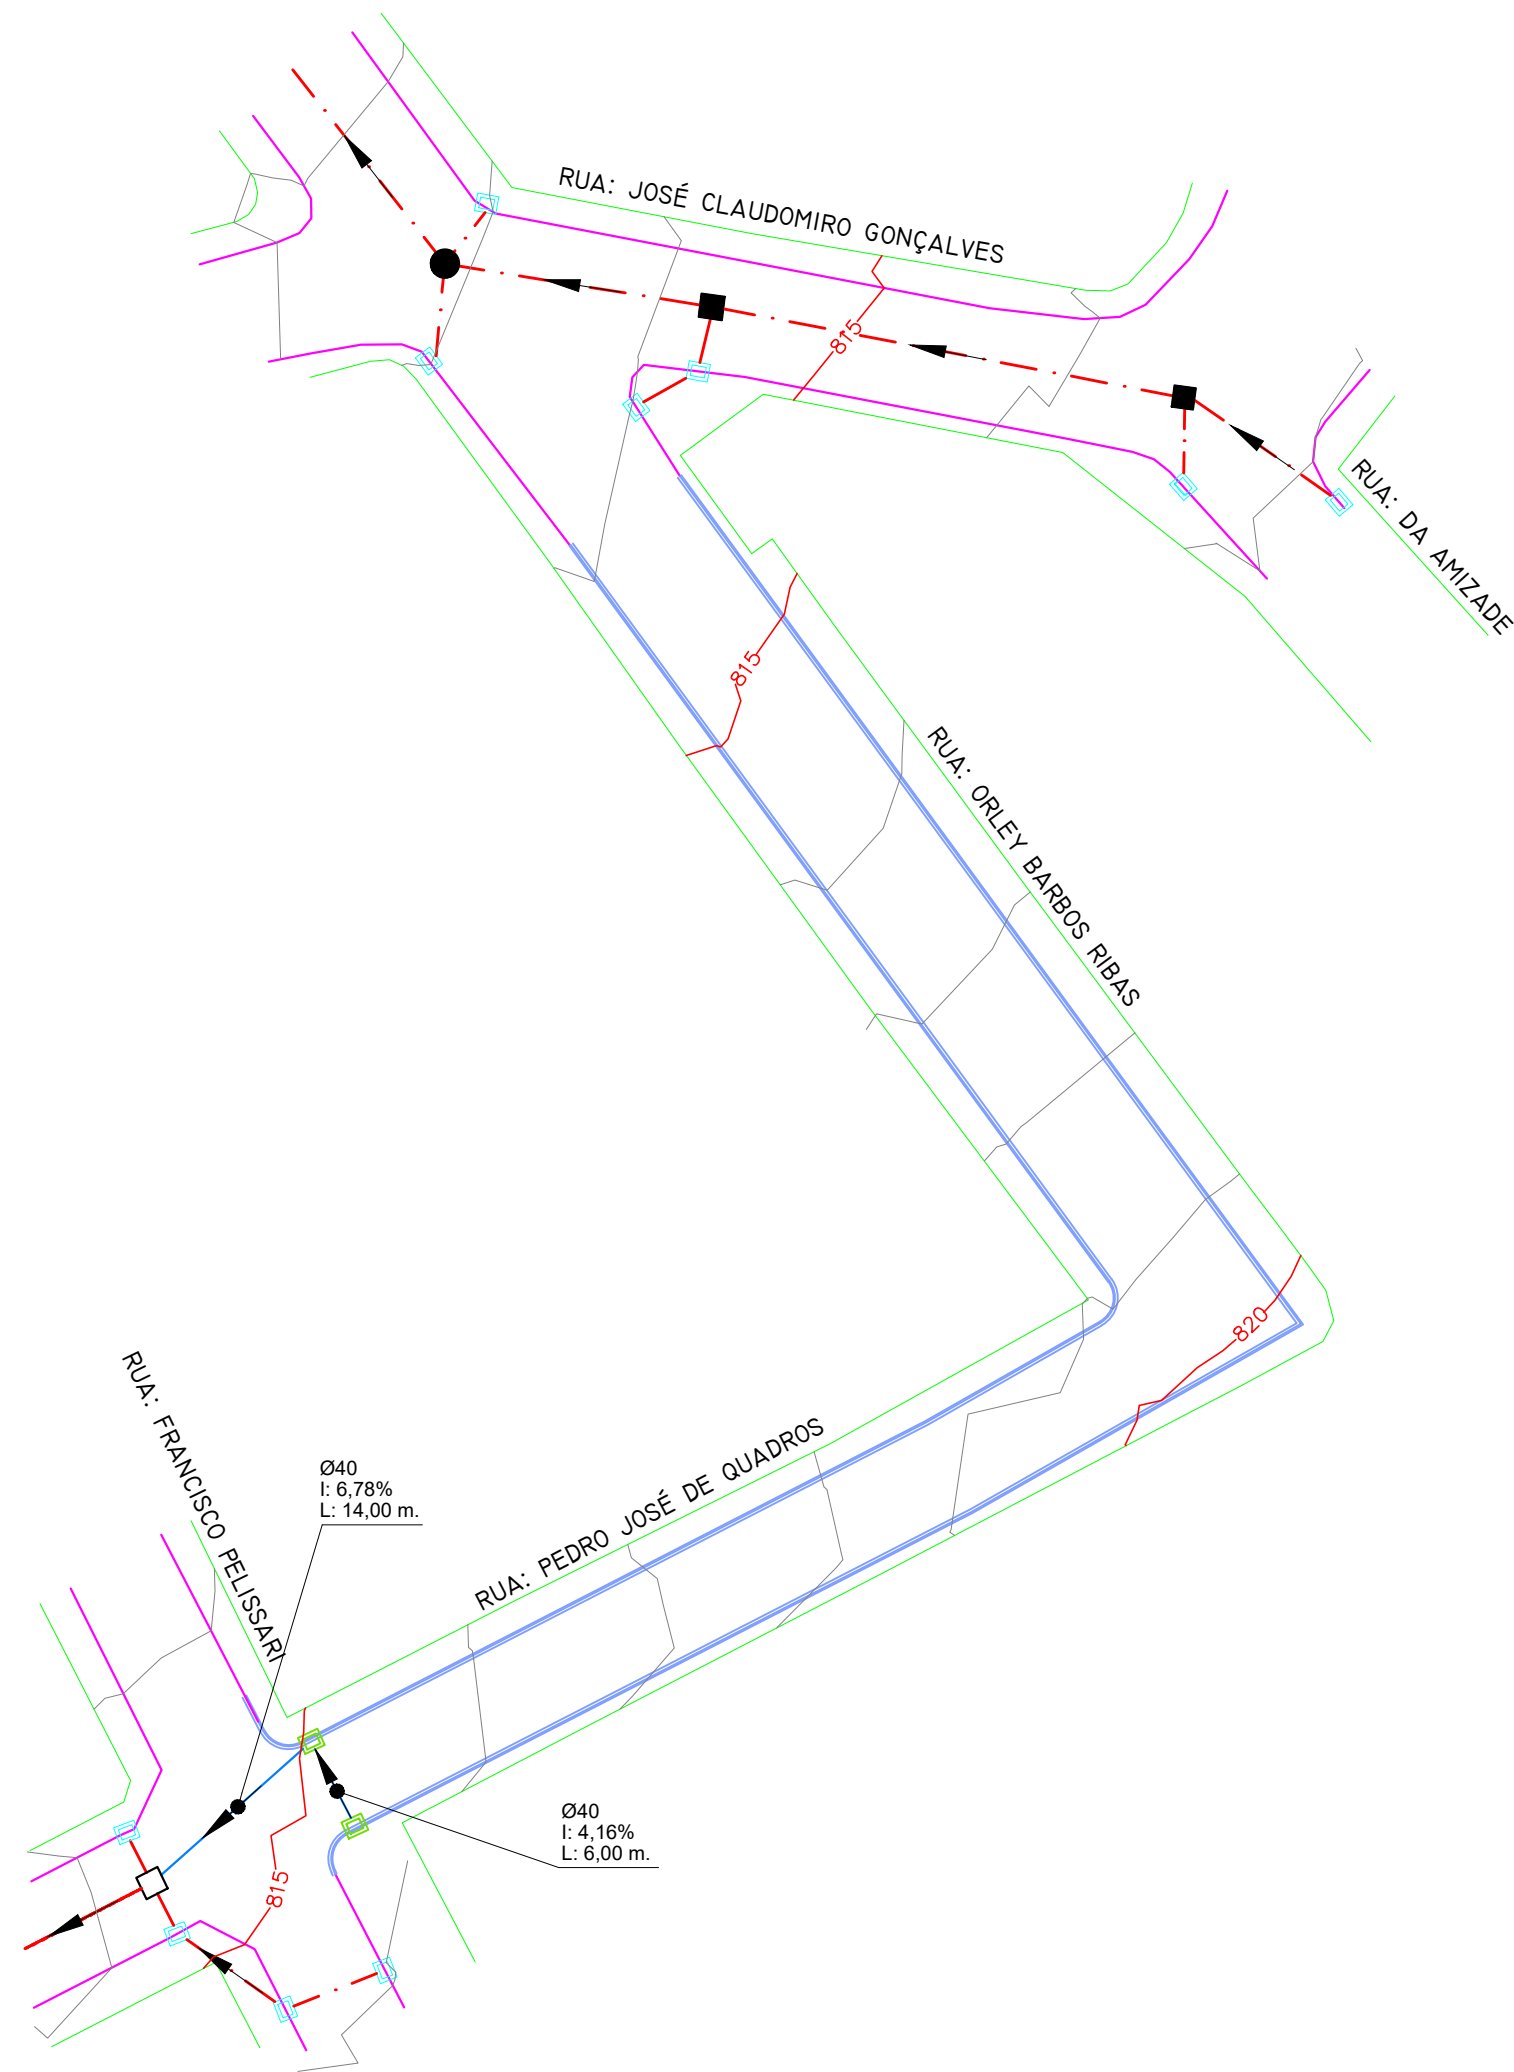 RUA: JOSÉ CLAUDOMIRO GONÇALVES
815
RUA: DA AMIZADE
815
RUA: ORLEY BARBOS RIBAS
820
RUA: FRANCISCO PELISSARI
Ø40
I: 6,78%
L: 14,00 m.
RUA: PEDRO JOSÉ DE QUADROS
Ø40
I: 4,16%
L: 6,00 m.
815